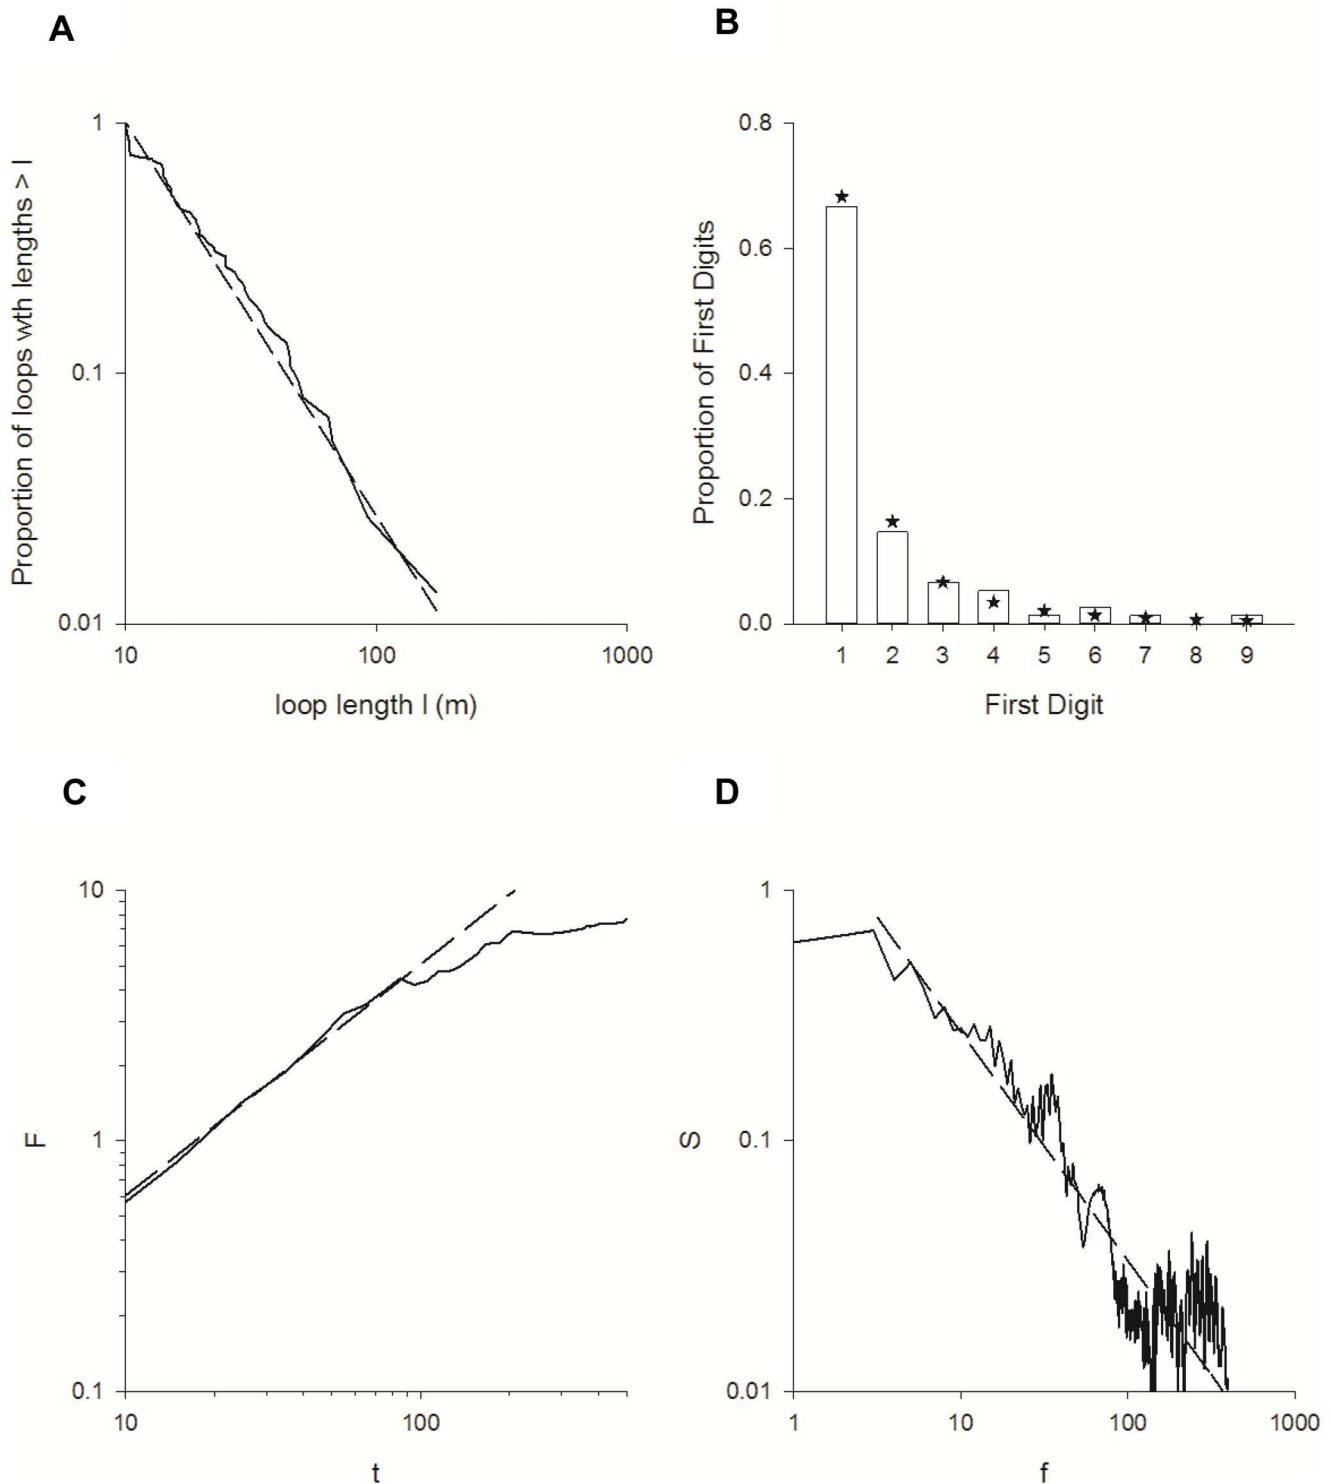 A
Proportion of loops wth lengths > l
1
0.1
0.01
10 100 1000
loop length l (m)
B
Proportion of First Digits
0.8
0.6
0.4
0.2
0.0
1 2 3 4 5 6 7 8 9
First Digit
C
F
10
1
0.1
10 100
t
D
S
1
0.1
0.01
1 10 100 1000
f